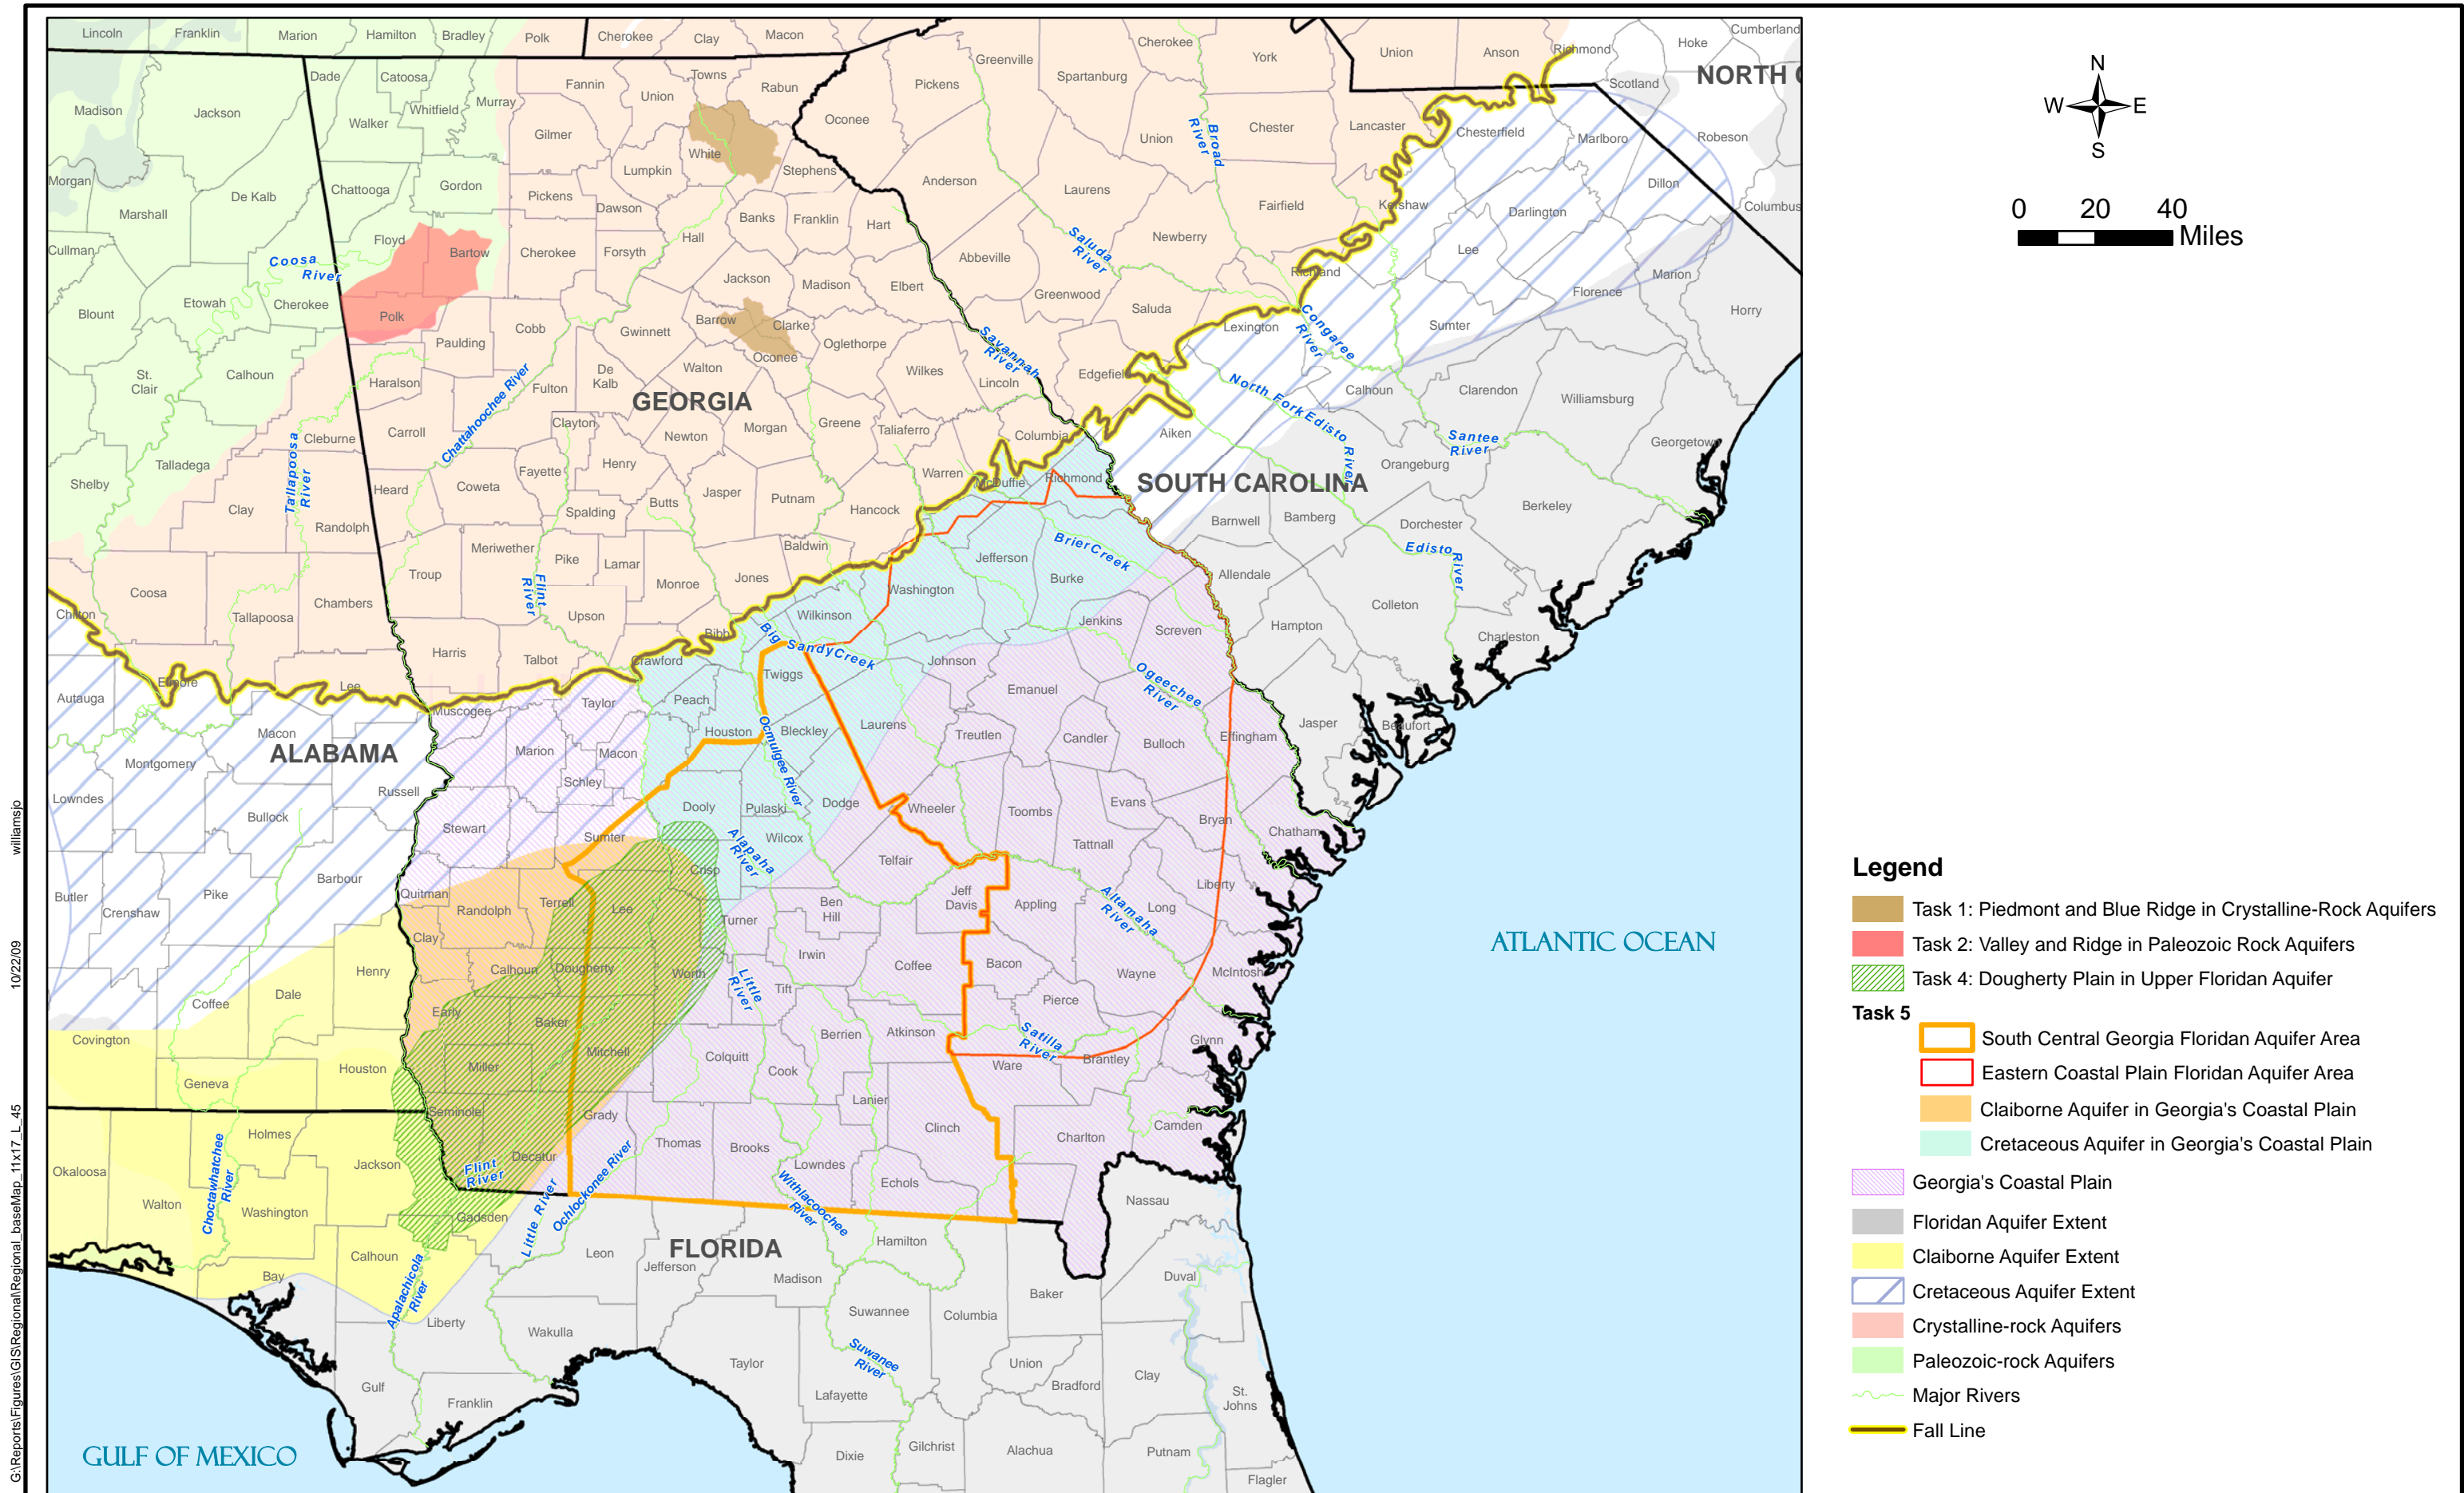 Lincoln
Franklin
Marion
Hamilton
Bradley
Polk
Cherokee
Clay
Macon
Greenville
Cherokee
York
Union
Anson
Richmond
Hoke
Cumberland
NORTH C
Scotland
Robeson
Columbus
Madison
Jackson
Dade
Catoosa
Whitfield
Murray
Walker
Fannin
Towns
Union
Rabun
Gilmer
White
Lumpkin
Stephens
Oconee
Pickens
Spartanburg
Union
Broad
River
Chester
Lancaster
Chesterfield
Marlboro
Dillon
Morgan
Marshall
De Kalb
Chattooga
Gordon
Pickens
Dawson
Banks
Franklin
Hart
Anderson
Laurens
Fairfield
Kershaw
Darlington
Cullman
Floyd
Bartow
Cherokee
Forsyth
Hall
Jackson
Madison
Elbert
Abbeville
Saluda
River
Newberry
Richland
Lee
Marion
Florence
Horry
Coosa
River
Blount
Etowah
Cherokee
Polk
Paulding
Cobb
Gwinnett
Barrow
Clarke
Oconee
Oglethorpe
Greenwood
Saluda
Lexington
Congaree
River
Sumter
St.
Clair
Calhoun
Haralson
Chattahoochee River
Fulton
De
Kalb
Walton
GEORGIA
Wilkes
Savannah
River
Lincoln
Edgefield
Aiken
North Fork Edisto River
Calhoun
Clarendon
Williamsburg
Georgetown
Cleburne
Carroll
Clayton
Newton
Morgan
Greene
Taliaferro
Columbia
Talladega
Tallapoosa
River
Shelby
Clay
Randolph
Heard
Coweta
Fayette
Henry
Spalding
Butts
Jasper
Putnam
Hancock
Warren
McDuffie
Richmond
SOUTH CAROLINA
Orangeburg
Santee
River
Berkeley
Barnwell
Bamberg
Dorchester
Meriwether
Pike
Lamar
Monroe
Jones
Baldwin
Troup
Flint
River
Upson
Washington
Jefferson
Brier Creek
Burke
Allendale
Edisto
River
Colleton
Hampton
Charleston
Coosa
Chambers
Tallapoosa
Chilton
Harris
Talbot
Bibb
Crawford
Wilkinson
Big
Sandy Creek
Twiggs
Johnson
Jenkins
Screven
Ogeechee
River
Autauga
Elmore
Lee
Muscogee
Taylor
Peach
Emanuel
Macon
ALABAMA
Montgomery
Marion
Macon
Schley
Houston
Ocmulgee River
Bleckley
Laurens
Treutlen
Candler
Bulloch
Effingham
Jasper
Beaufort
Lowndes
Russell
Bullock
Stewart
Sumter
Dooly
Pulaski
Dodge
Wilcox
Wheeler
Toombs
Evans
Bryan
Chatham
Tattnall
Alapaha
River
Telfair
Crisp
Butler
Crenshaw
Pike
Barbour
Quitman
Randolph
Terrell
Lee
Turner
Ben
Hill
Jeff
Davis
Appling
Altamaha
River
Long
Liberty
Clay
Calhoun
Dougherty
Worth
Little
River
Irwin
Tift
Coffee
Bacon
Wayne
McIntosh
Henry
Coffee
Dale
Early
Baker
Pierce
Berrien
Atkinson
Satilla
River
Glynn
Brantley
Covington
Geneva
Houston
Miller
Mitchell
Colquitt
Cook
Lanier
Ware
Seminole
Grady
Thomas
Brooks
Clinch
Charlton
Camden
Holmes
Choctawhatchee
River
Okaloosa
Jackson
Flint
River
Decatur
Lowndes
Echols
Withlacoochee
River
Walton
Washington
Gadsden
Little River
Ochlockonee River
Nassau
Leon
FLORIDA
Jefferson
Hamilton
Calhoun
Bay
Madison
Duval
Apalachicola
River
Baker
Liberty
Wakulla
Suwannee
Columbia
Suwanee
River
Taylor
Union
Bradford
Clay
Gulf
Franklin
Lafayette
St.
Johns
Dixie
Gilchrist
Alachua
Putnam
Flagler
GULF OF MEXICO
ATLANTIC OCEAN
N
W
E
S
0 20 40
Miles
Legend
Task 1: Piedmont and Blue Ridge in Crystalline-Rock Aquifers
Task 2: Valley and Ridge in Paleozoic Rock Aquifers
Task 4: Dougherty Plain in Upper Floridan Aquifer
Task 5
South Central Georgia Floridan Aquifer Area
Eastern Coastal Plain Floridan Aquifer Area
Claiborne Aquifer in Georgia's Coastal Plain
Cretaceous Aquifer in Georgia's Coastal Plain
Georgia's Coastal Plain
Floridan Aquifer Extent
Claiborne Aquifer Extent
Cretaceous Aquifer Extent
Crystalline-rock Aquifers
Paleozoic-rock Aquifers
Major Rivers
Fall Line
G:\Reports\Figures\GIS\Regional\Regional_baseMap_11x17_L_45
10/22/09
williamsjo